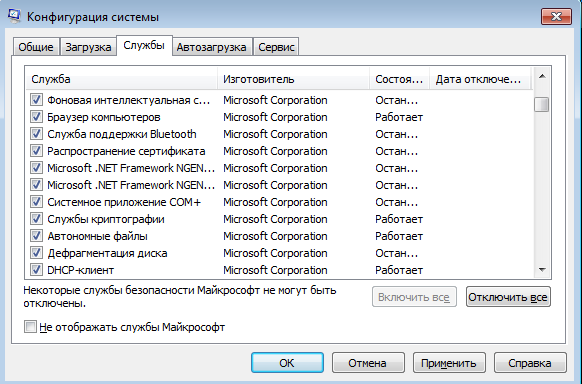 Конфигурация системы
Общие Загрузка Службы Автозагрузка Сервис
Служба Изготовитель Состоя... Дата отключе...
Фоновая интеллектуальная с... Microsoft Corporation Остан...
Браузер компьютеров Microsoft Corporation Работает
Служба поддержки Bluetooth Microsoft Corporation Остан...
Распространение сертификата Microsoft Corporation Остан...
Microsoft .NET Framework NGEN... Microsoft Corporation Остан...
Microsoft .NET Framework NGEN... Microsoft Corporation Остан...
Системное приложение COM+ Microsoft Corporation Остан...
Службы криптографии Microsoft Corporation Работает
Автономные файлы Microsoft Corporation Работает
Дефрагментация диска Microsoft Corporation Остан...
DHCP-клиент Microsoft Corporation Работает
Некоторые службы безопасности Майкрософт не могут быть
отключены.
Включить все Отключить все
Не отображать службы Майкрософт
ОК Отмена Применить Справка